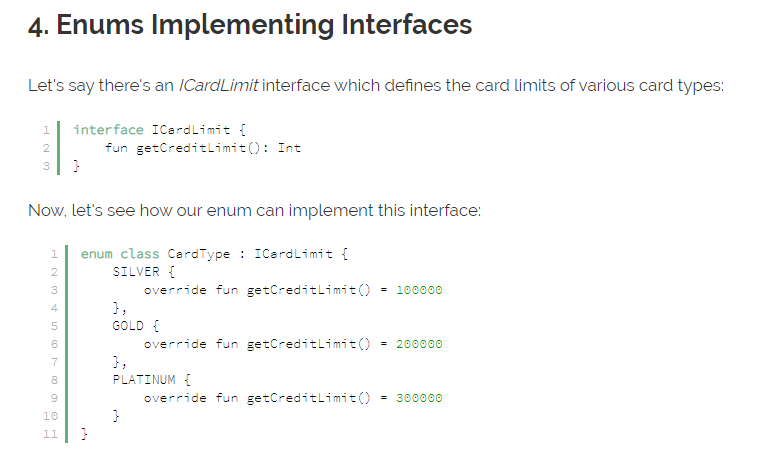 4. Enums Implementing Interfaces
Let's say there's an ICardLimit interface which defines the card limits of various card types:
1 interface ICardLimit {
2     fun getCreditLimit(): Int
3 }
Now, let's see how our enum can implement this interface:
1 enum class CardType : ICardLimit {
2     SILVER {
3         override fun getCreditLimit() = 100000
4     },
5     GOLD {
6         override fun getCreditLimit() = 200000
7     },
8     PLATINUM {
9         override fun getCreditLimit() = 300000
10     }
11 }